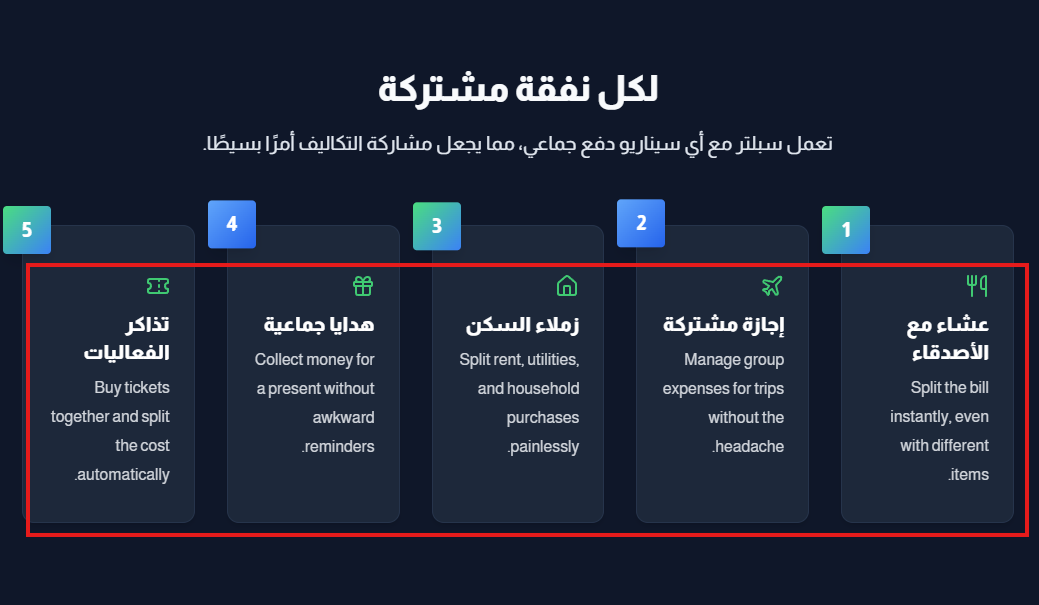 لكل نفقة مشتركة
تعمل سبلتر مع أي سيناريو دفع جماعي، مما يجعل مشاركة التكاليف أمرًا بسيطًا.
1
عشاء مع
الأصدقاء
Split the bill
instantly, even
with different
.items
2
إجازة مشتركة
Manage group
expenses for trips
without the
.headache
3
زملاء السكن
Split rent, utilities,
and household
purchases
.painlessly
4
هدايا جماعية
Collect money for
a present without
awkward
.reminders
5
تذاكر
الفعاليات
Buy tickets
together and split
the cost
.automatically